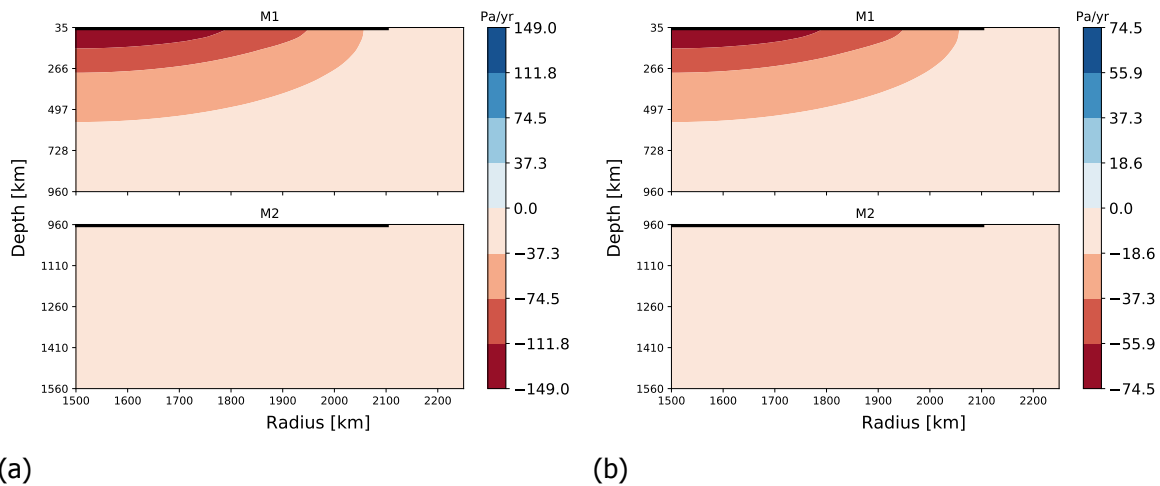 M1
Pa/yr
35
266
497
728
960
M2
960
1110
1260
1410
1560
1500 1600 1700 1800 1900 2000 2100 2200
Depth [km]
Radius [km]
149.0
111.8
74.5
37.3
0.0
−37.3
−74.5
−111.8
−149.0
(a)
M1
Pa/yr
35
266
497
728
960
M2
960
1110
1260
1410
1560
1500 1600 1700 1800 1900 2000 2100 2200
Depth [km]
Radius [km]
74.5
55.9
37.3
18.6
0.0
−18.6
−37.3
−55.9
−74.5
(b)